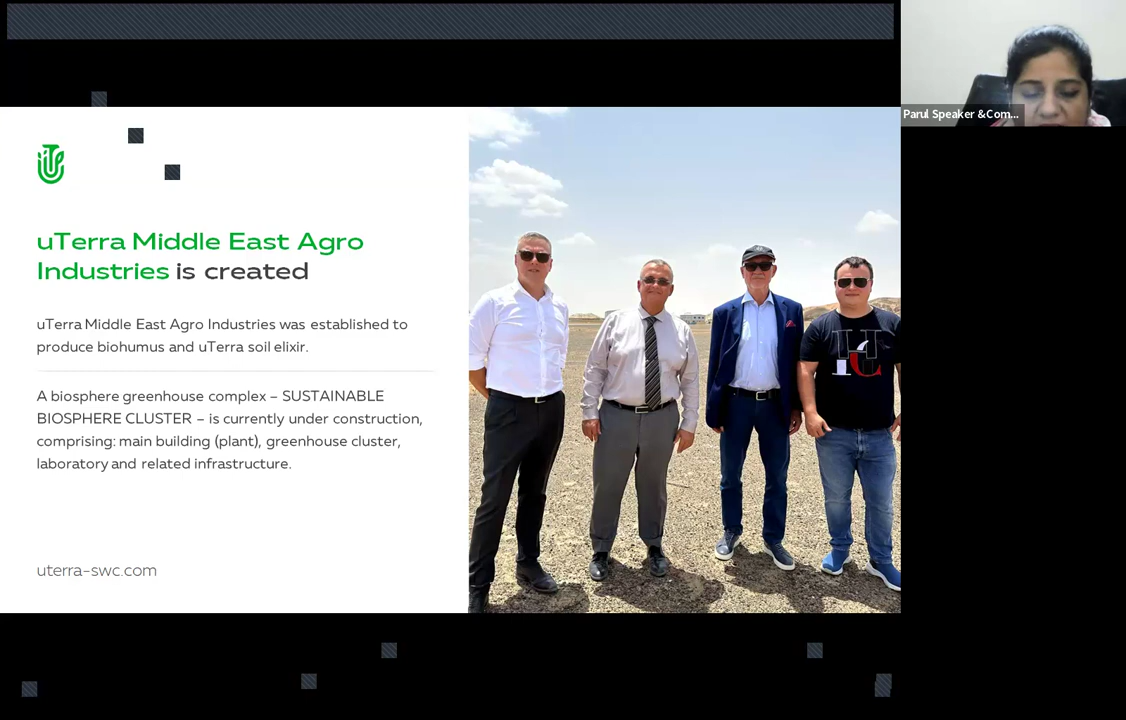 Parul Speaker &Com...
uTerra Middle East Agro
Industries is created
uTerra Middle East Agro Industries was established to
produce biohumus and uTerra soil elixir.
A biosphere greenhouse complex – SUSTAINABLE
BIOSPHERE CLUSTER – is currently under construction,
comprising: main building (plant), greenhouse cluster,
laboratory and related infrastructure.
uterra-swc.com